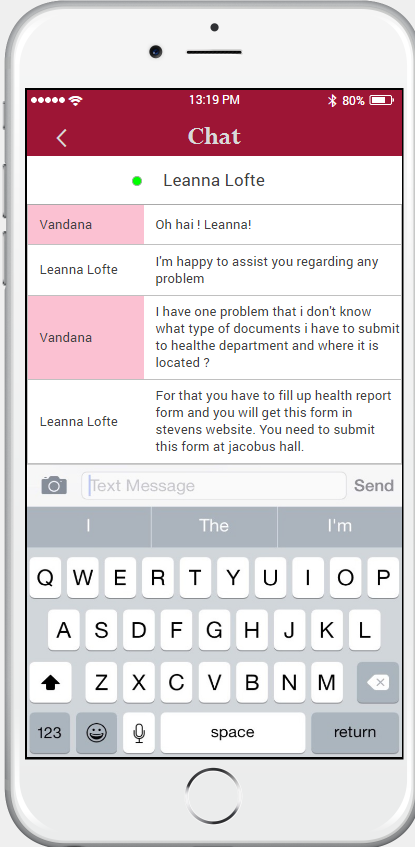 13:19 PM 80%
Chat
Leanna Lofte
Vandana
Oh hai ! Leanna!
Leanna Lofte
I'm happy to assist you regarding any
problem
Vandana
I have one problem that i don't know
what type of documents i have to submit
to healthe department and where it is
located ?
Leanna Lofte
For that you have to fill up health report
form and you will get this form in
stevens website. You need to submit
this form at jacobus hall.
Text Message Send
I The I'm
Q W E R T Y U I O P
A S D F G H J K L
Z X C V B N M
123 space return